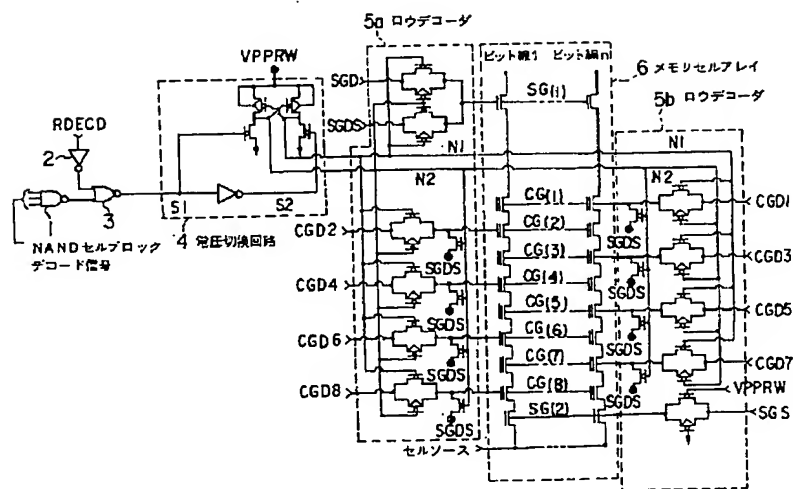 5a ロウデコーダ
2
VPPRW
ビット線1 ビット線n
6 メモリセルアレイ
SGD
SG(1)
5b ロウデコーダ
RDECD
2
SGDS
N1
N1
N2
N2
S1
S2
3
CG(1)
CGD1
NANDセルブロック
デコード信号
4 電圧切換回路
CGD2
CG(2)
SGDS
SGDS
CG(3)
CGD3
CGD4
CG(4)
SGDS
SGDS
CG(5)
CGD5
CGD6
CG(6)
SGDS
SGDS
CG(7)
CGD7
CGD8
CG(8)
VPPRW
SGDS
SGDS
SG(2)
SGS
セルソース